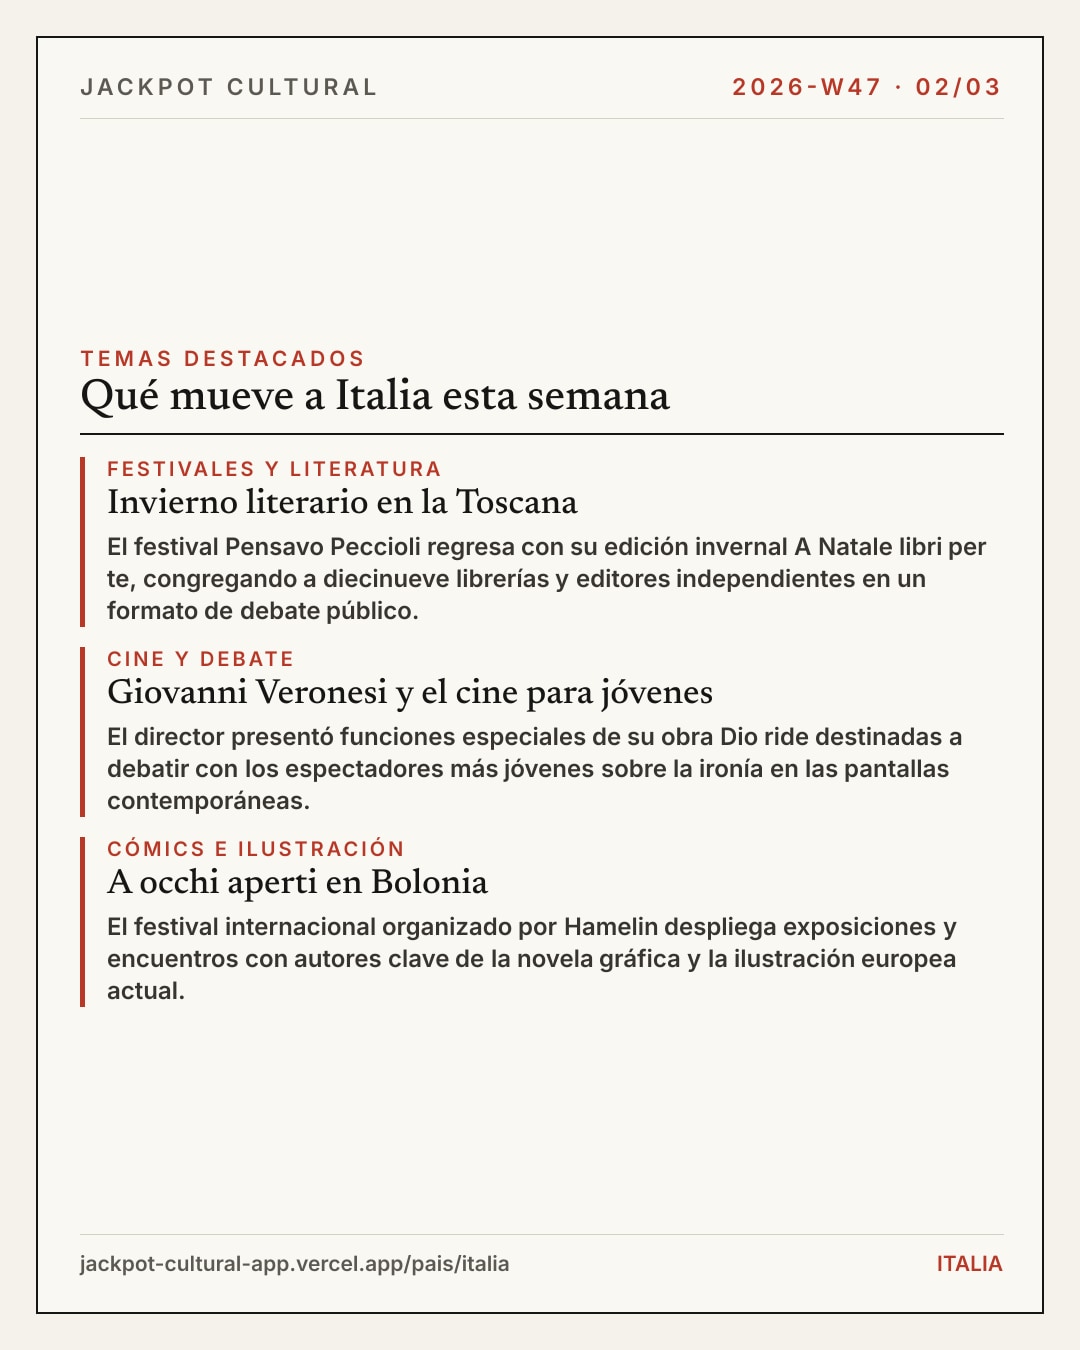 JACKPOT CULTURAL
2026-W47 · 02/03
TEMAS DESTACADOS
Qué mueve a Italia esta semana
FESTIVALES Y LITERATURA
Invierno literario en la Toscana
El festival Pensavo Peccioli regresa con su edición invernal A Natale libri per
te, congregando a diecinueve librerías y editores independientes en un
formato de debate público.
CINE Y DEBATE
Giovanni Veronesi y el cine para jóvenes
El director presentó funciones especiales de su obra Dio ride destinadas a
debatir con los espectadores más jóvenes sobre la ironía en las pantallas
contemporáneas.
CÓMICS E ILUSTRACIÓN
A occhi aperti en Bolonia
El festival internacional organizado por Hamelin despliega exposiciones y
encuentros con autores clave de la novela gráfica y la ilustración europea
actual.
jackpot-cultural-app.vercel.app/pais/italia
ITALIA